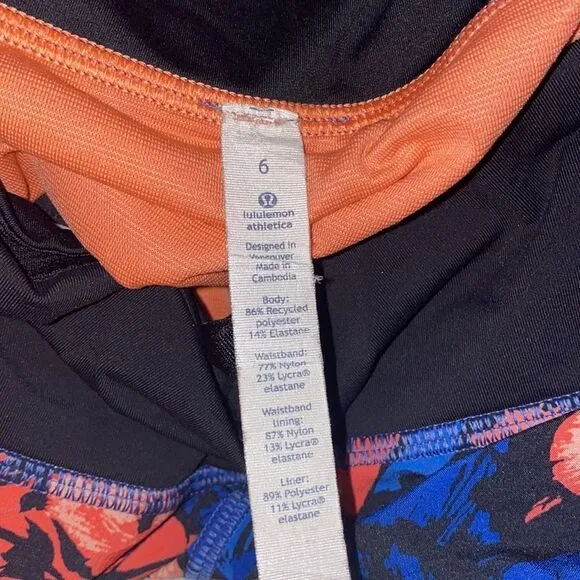 6
lululemon
athletica
Designed in
Vancouver
Made in
Cambodia
Body:
86% Recycled
polyester
14% Elastane
Waistband:
77% Nylon
23% Lycra®
elastane
Waistband
lining:
87% Nylon
13% Lycra®
elastane
Liner:
89% Polyester
11% Lycra®
elastane